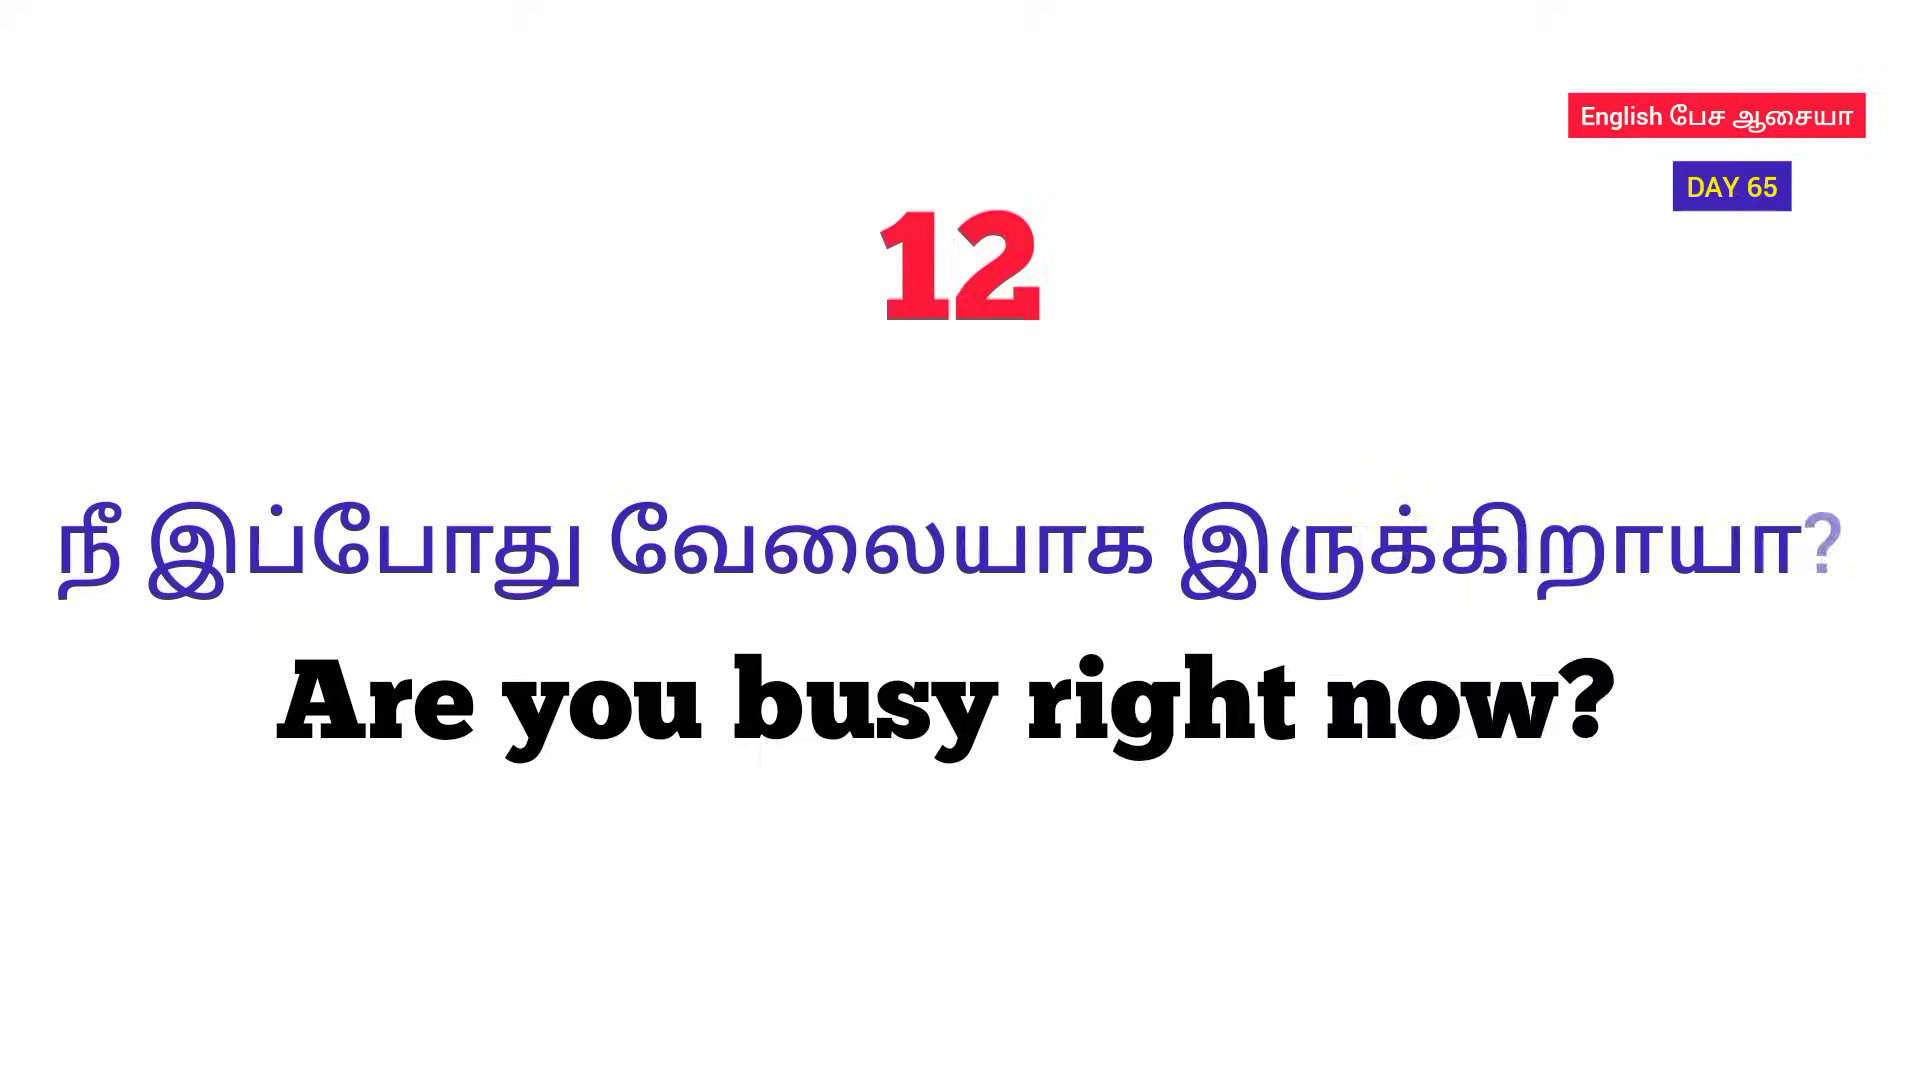 English பேச ஆசையா
DAY 65
12
நீ இப்போது வேலையாக இருக்கிறாயா?
Are you busy right now?